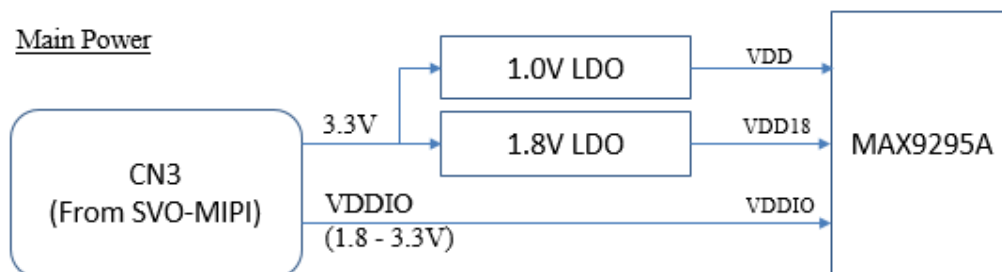 Main Power
1.0V LDO
VDD
3.3V
1.8V LDO
VDD18
MAX9295A
CN3
(From SVO-MIPI)
VDDIO
(1.8 - 3.3V)
VDDIO